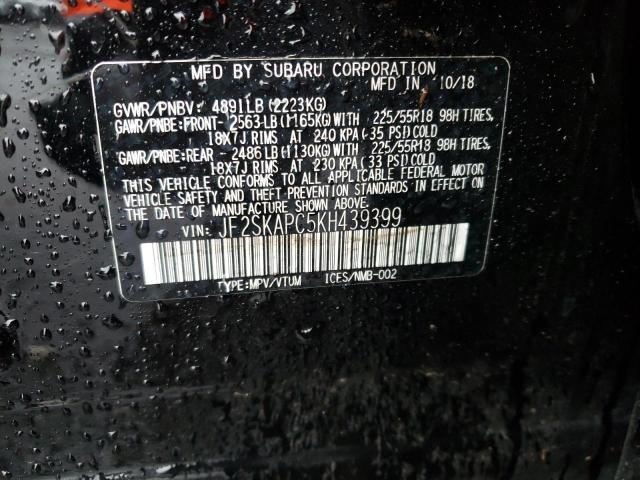 MFD BY SUBARU CORPORATION
MFD IN 10/18
GVWR/PNBV: 4891LB (2223KG)
GAWR/PNBE:FRONT- 2563LB (1165KG) WITH 225/55R18 98H TIRES,
18X7J RIMS, AT 240 KPA (35 PSI) COLD
GAWR/PNBE:REAR - 2486LB (1130KG) WITH 225/55R18 98H TIRES,
18X7J RIMS, AT 230 KPA (33 PSI) COLD
THIS VEHICLE CONFORMS TO ALL APPLICABLE FEDERAL MOTOR
VEHICLE SAFETY AND THEFT PREVENTION STANDARDS IN EFFECT ON
THE DATE OF MANUFACTURE SHOWN ABOVE.
VIN: JF2SKAPC5KH439399
TYPE:MPV/VTUM ICES/NMB-002